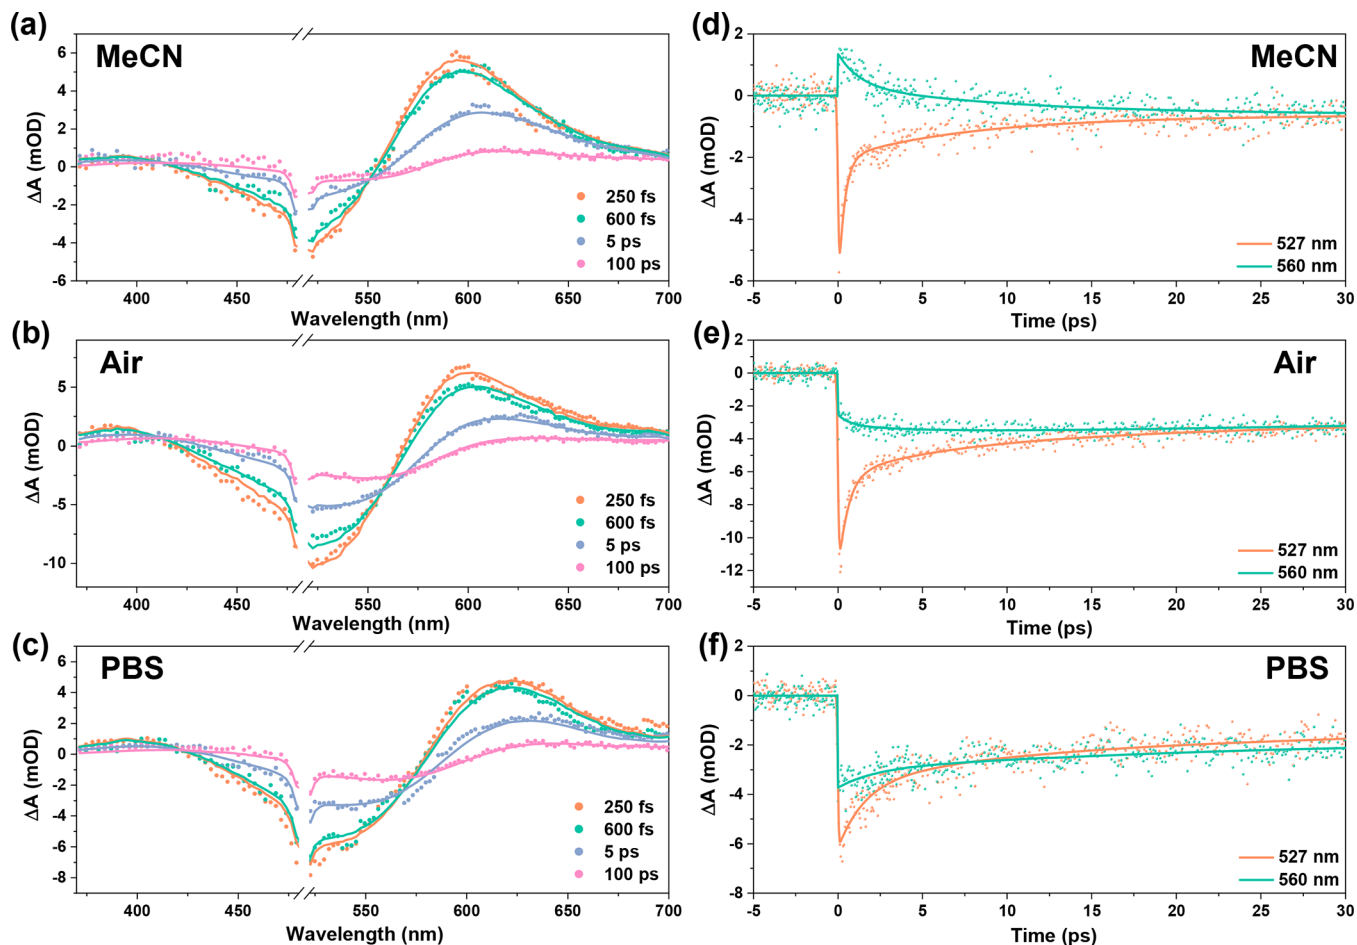 (a)
MeCN
6
4
2
0
-2
-4
-6
ΔA (mOD)
250 fs
600 fs
5 ps
100 ps
400
450
550
600
650
700
Wavelength (nm)
(d)
MeCN
2
0
-2
-4
-6
ΔA (mOD)
527 nm
560 nm
-5
0
5
10
15
20
25
30
Time (ps)
(b)
Air
5
0
-5
-10
ΔA (mOD)
250 fs
600 fs
5 ps
100 ps
400
450
550
600
650
700
Wavelength (nm)
(e)
Air
2
0
-2
-4
-6
-8
-10
-12
ΔA (mOD)
527 nm
560 nm
-5
0
5
10
15
20
25
30
Time (ps)
(c)
PBS
6
4
2
0
-2
-4
-6
-8
ΔA (mOD)
250 fs
600 fs
5 ps
100 ps
400
450
550
600
650
700
Wavelength (nm)
(f)
PBS
2
0
-2
-4
-6
-8
ΔA (mOD)
527 nm
560 nm
-5
0
5
10
15
20
25
30
Time (ps)